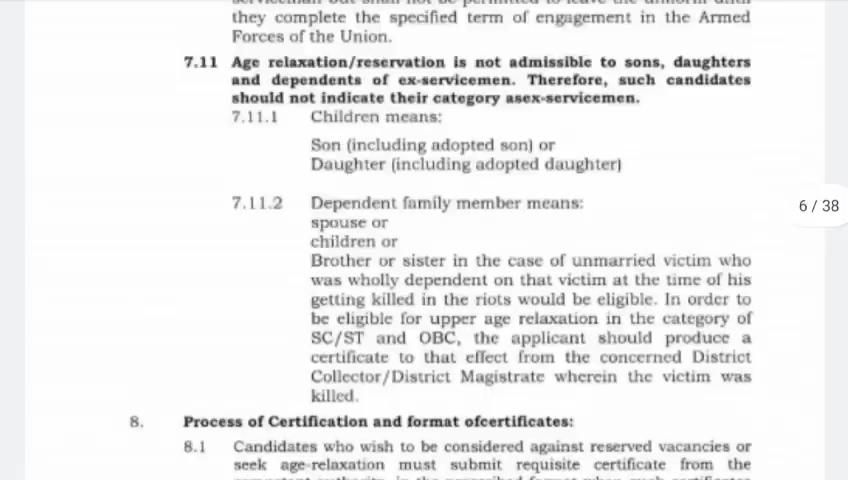 they complete the specified term of engagement in the Armed
Forces of the Union.
7.11 Age relaxation/reservation is not admissible to sons, daughters
and dependents of ex-servicemen. Therefore, such candidates
should not indicate their category asex-servicemen.
7.11.1 Children means:
Son (including adopted son) or
Daughter (including adopted daughter)
7.11.2 Dependent family member means:
spouse or
children or
Brother or sister in the case of unmarried victim who
was wholly dependent on that victim at the time of his
getting killed in the riots would be eligible. In order to
be eligible for upper age relaxation in the category of
SC/ST and OBC, the applicant should produce a
certificate to that effect from the concerned District
Collector/District Magistrate wherein the victim was
killed.
6 / 38
8. Process of Certification and format ofcertificates:
8.1 Candidates who wish to be considered against reserved vacancies or
seek age-relaxation must submit requisite certificate from the